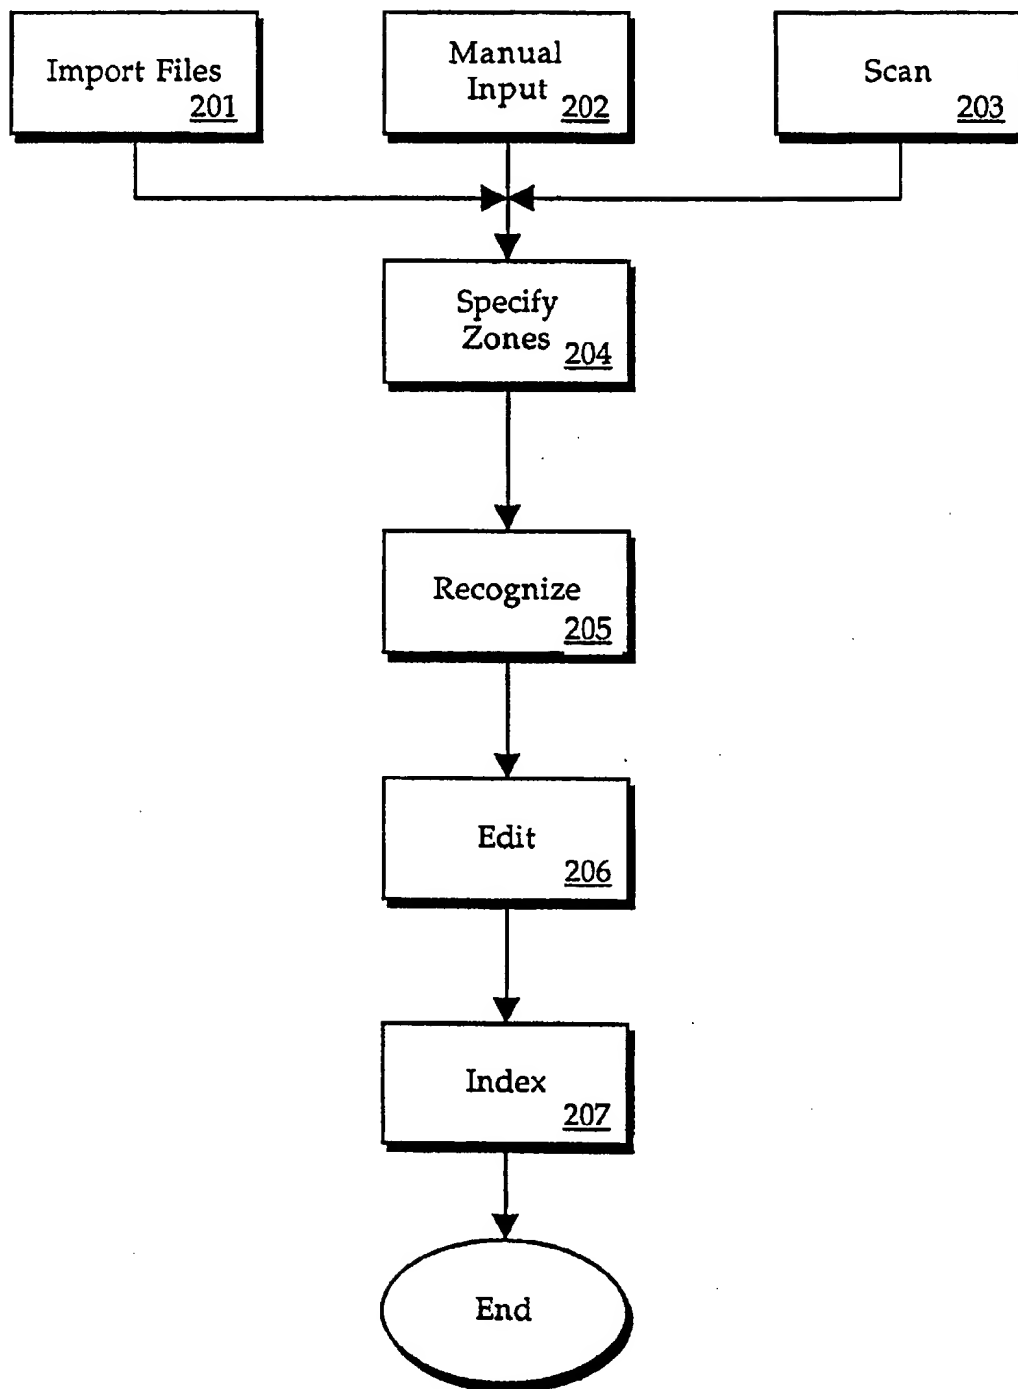 Import Files
201
Manual
Input
202
Scan
203
Specify
Zones
204
Recognize
205
Edit
206
Index
207
End